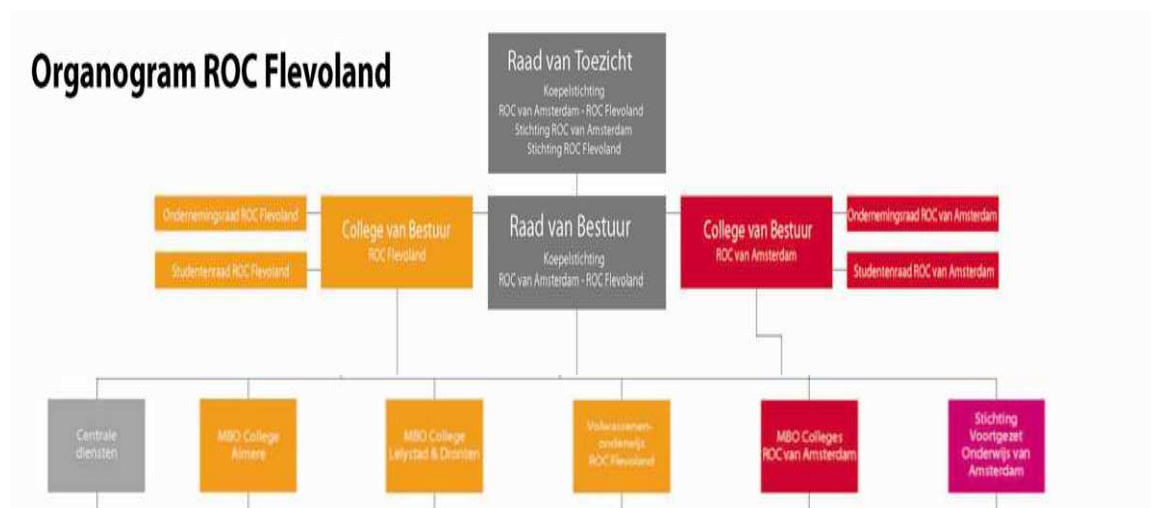 Organogram ROC Flevoland
Raad van Toezicht
Koepelstichting
ROC van Amsterdam - ROC Flevoland
Stichting ROC van Amsterdam
Stichting ROC Flevoland
Ondernemingsraad ROC Flevoland
Studentenraad ROC Flevoland
College van Bestuur
ROC Flevoland
Raad van Bestuur
Koepelstichting
ROC van Amsterdam - ROC Flevoland
College van Bestuur
ROC van Amsterdam
Ondernemingsraad ROC van Amsterdam
Studentenraad ROC van Amsterdam
Centrale
diensten
MBO College
Almere
MBO College
Lelystad & Dronten
Volwassenen-
onderwijs
ROC Flevoland
MBO Colleges
ROC van Amsterdam
Stichting
Voortgezet
Onderwijs van
Amsterdam